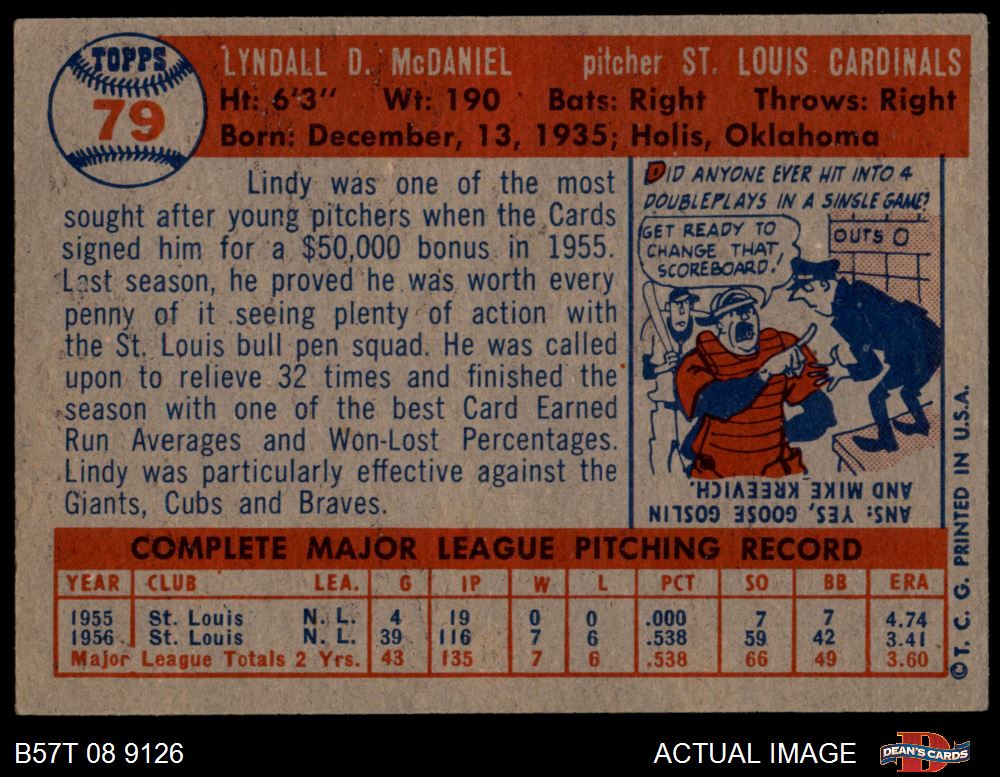 TOPPS
79
LYNDALL D. McDANIEL pitcher ST. LOUIS CARDINALS
Ht: 6'3" Wt: 190 Bats: Right Throws: Right
Born: December, 13, 1935; Holis, Oklahoma
Lindy was one of the most
sought after young pitchers when the Cards
signed him for a $50,000 bonus in 1955.
Last season, he proved he was worth every
penny of it seeing plenty of action with
the St. Louis bull pen squad. He was called
upon to relieve 32 times and finished the
season with one of the best Card Earned
Run Averages and Won-Lost Percentages.
Lindy was particularly effective against the
Giants, Cubs and Braves.
DID ANYONE EVER HIT INTO 4
DOUBLEPLAYS IN A SINGLE GAME?
GET READY TO
CHANGE THAT
SCOREBOARD!
OUTS 0
ANS: YES, GOOSE GOSLIN
AND MIKE KREEVICH.
COMPLETE MAJOR LEAGUE PITCHING RECORD
YEAR CLUB LEA. G IP W L PCT SO BB ERA
1955 St. Louis N. L. 4 19 0 0 .000 7 7 4.74
1956 St. Louis N. L. 39 116 7 6 .538 59 42 3.41
Major League Totals 2 Yrs. 43 135 7 6 .538 66 49 3.60
© T. C. G. PRINTED IN U.S.A.
B57T 08 9126
ACTUAL IMAGE
DEAN'S CARDS